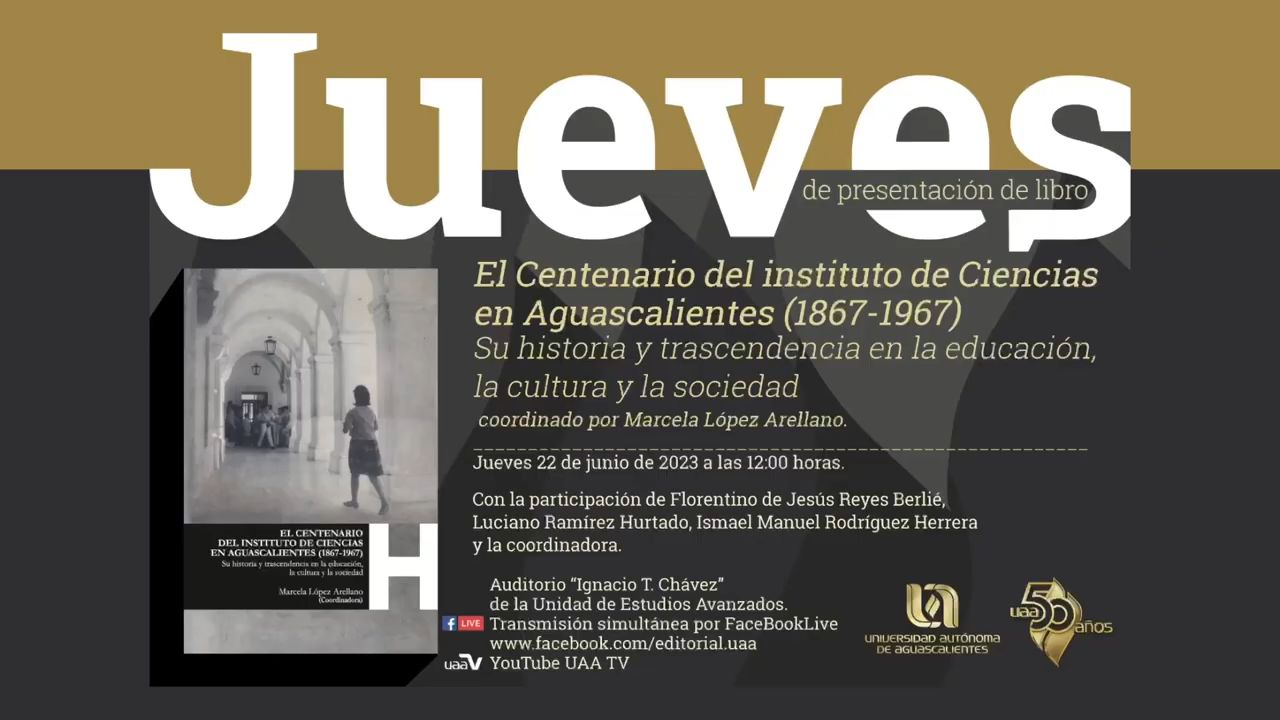 Jueves
de presentación de libro
El Centenario del instituto de Ciencias
en Aguascalientes (1867-1967)
Su historia y trascendencia en la educación,
la cultura y la sociedad
coordinado por Marcela López Arellano.
Jueves 22 de junio de 2023 a las 12:00 horas.
Con la participación de Florentino de Jesús Reyes Berlié,
Luciano Ramírez Hurtado, Ismael Manuel Rodríguez Herrera
y la coordinadora.
Auditorio “Ignacio T. Chávez”
de la Unidad de Estudios Avanzados.
f LIVE Transmisión simultánea por FaceBookLive
www.facebook.com/editorial.uaa
uaaTV YouTube UAA TV
EL CENTENARIO
DEL INSTITUTO DE CIENCIAS
EN AGUASCALIENTES (1867-1967)
Su historia y trascendencia en la educación,
la cultura y la sociedad
Marcela López Arellano
(Coordinadora)
H
UNIVERSIDAD AUTÓNOMA
DE AGUASCALIENTES
uaa 50 años